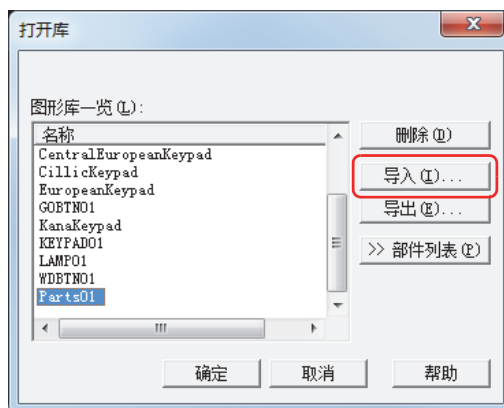 打开库
图形库一览(L):
名称
CentralEuropeanKeypad
CillicKeypad
EuropeanKeypad
GOBTN01
KanaKeypad
KEYPAD01
LAMP01
WDBTN01
Parts01
删除(D)
导入(I)...
导出(E)...
>> 部件列表(P)
确定
取消
帮助